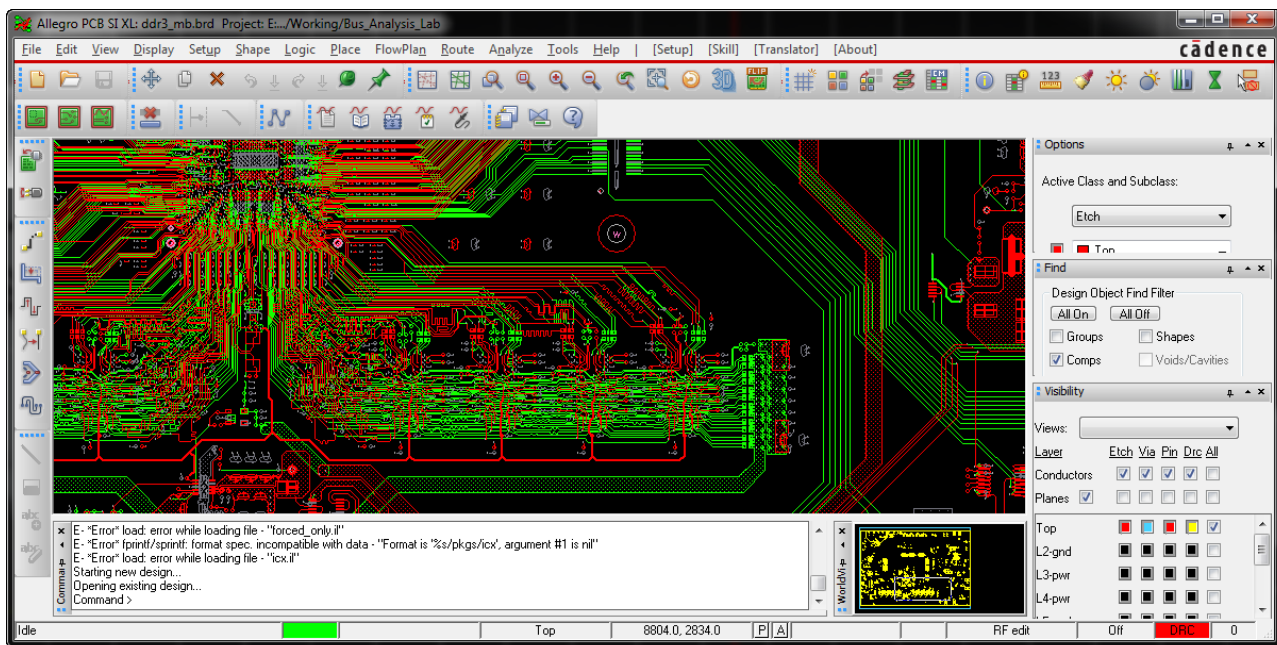 Allegro PCB SI XL: ddr3_mb.brd Project: E:.../Working/Bus_Analysis_Lab
File Edit View Display Setup Shape Logic Place FlowPlan Route Analyze Tools Help | [Setup] [Skill] [Translator] [About]
cādence
3D
FLIP
CM
123
Options
Active Class and Subclass:
Etch
Top
Find
Design Object Find Filter
All On All Off
Groups Shapes
Comps Voids/Cavities
Visibility
Views:
Layer Etch Via Pin Drc All
Conductors
Planes
Top
L2-gnd
L3-pwr
L4-pwr
W
abc
abc
Command
E- *Error* load: error while loading file - "forced_only.il"
E- *Error* fprintf/sprintf: format spec. incompatible with data - "Format is '%s/pkgs/icx', argument #1 is nil"
E- *Error* load: error while loading file - "icx.il"
Starting new design...
Opening existing design...
Command >
Idle Top 8804.0, 2834.0 P A RF edit Off DRC 0